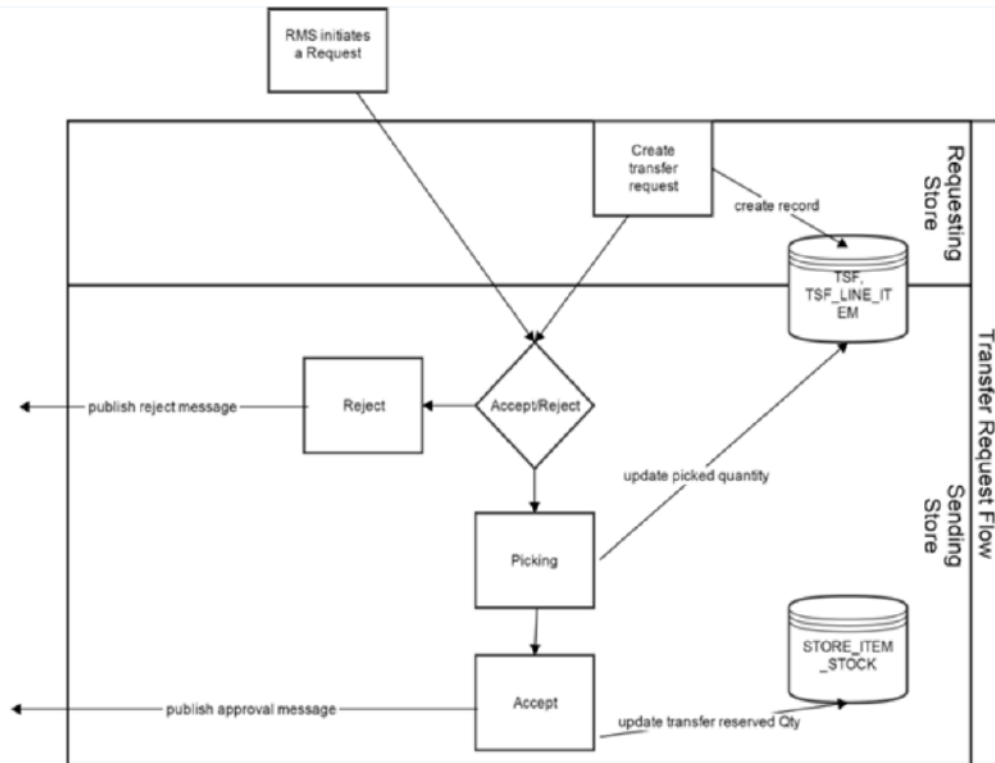 RMS initiates
a Request
Create
transfer
request
Requesting
Store
create record
TSF,
TSF_LINE_IT
EM
publish reject message
Reject
Accept/Reject
Transfer Request Flow
update picked quantity
Sending
Store
Picking
STORE_ITEM
_STOCK
publish approval message
Accept
update transfer reserved Qty